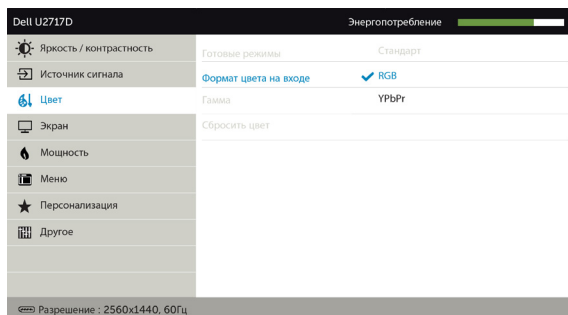 Dell U2717D
Энергопотребление
Яркость / контрастность
Готовые режимы
Стандарт
Источник сигнала
Формат цвета на входе
RGB
Цвет
Гамма
YPbPr
Экран
Сбросить цвет
Мощность
Меню
Персонализация
Другое
Разрешение : 2560x1440, 60Гц